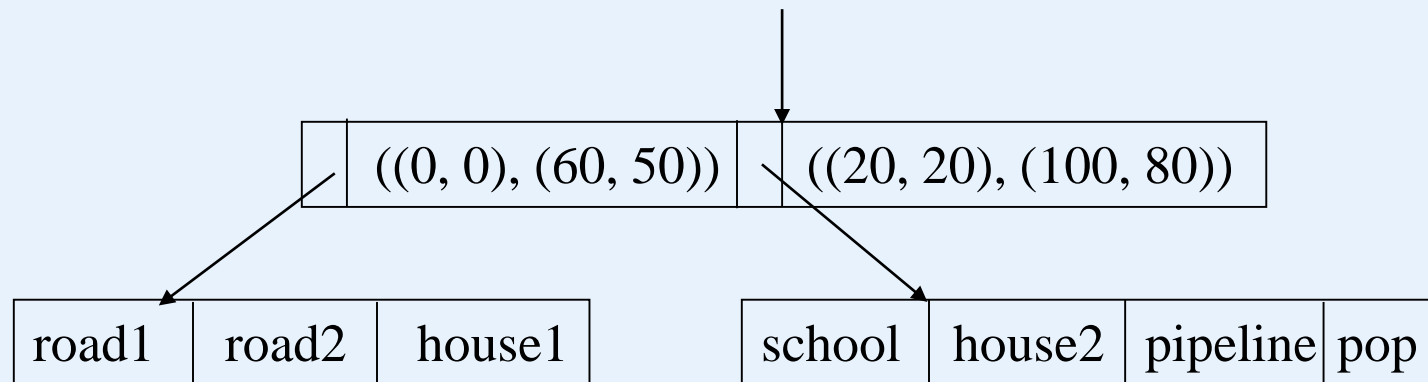 ((0, 0), (60, 50)) ((20, 20), (100, 80))
road1 road2 house1 school house2 pipeline pop